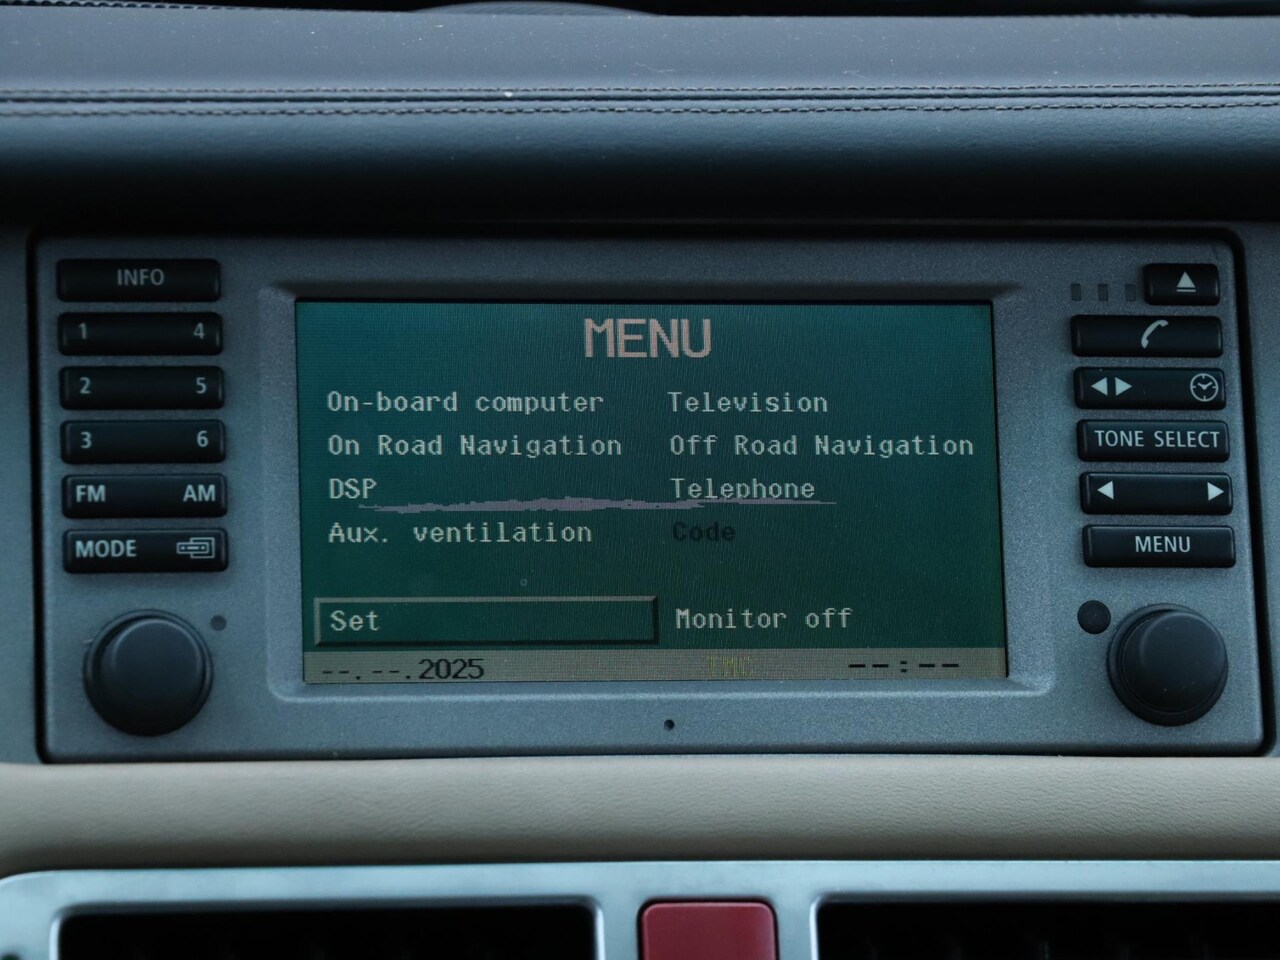 INFO
1 4
2 5
3 6
FM AM
MODE
MENU
On-board computer Television
On Road Navigation Off Road Navigation
DSP Telephone
Aux. ventilation Code
Set Monitor off
--.--.2025 TMC --:--
TONE SELECT
MENU